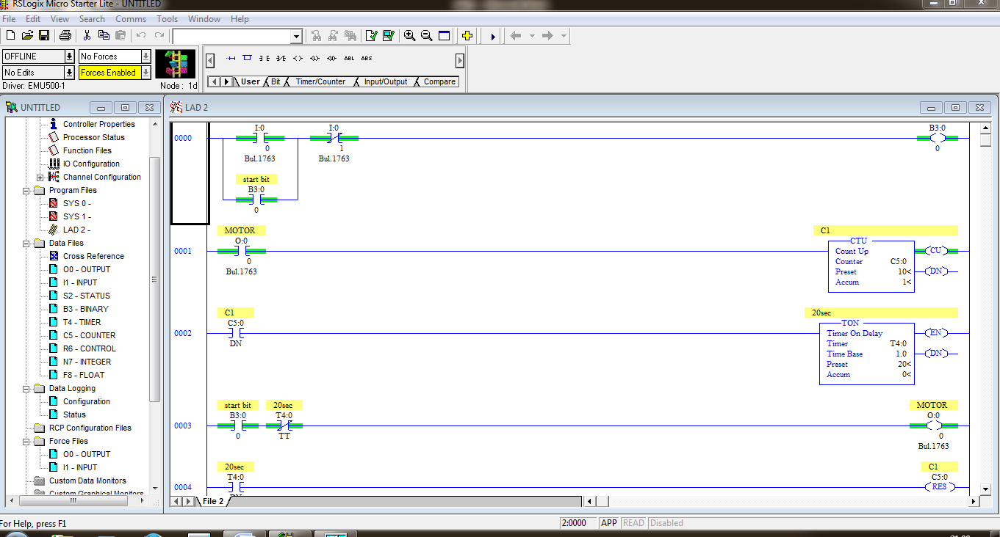 RSLogix Micro Starter Lite - UNTITLED
File Edit View Search Comms Tools Window Help
OFFLINE No Forces
No Edits Forces Enabled
Driver: EMU500-1 Node : 1d
ABL ABS
User Bit Timer/Counter Input/Output Compare
UNTITLED
Controller Properties
Processor Status
Function Files
IO Configuration
Channel Configuration
Program Files
SYS 0 -
SYS 1 -
LAD 2 -
Data Files
Cross Reference
O0 - OUTPUT
I1 - INPUT
S2 - STATUS
B3 - BINARY
T4 - TIMER
C5 - COUNTER
R6 - CONTROL
N7 - INTEGER
F8 - FLOAT
Data Logging
Configuration
Status
RCP Configuration Files
Force Files
O0 - OUTPUT
I1 - INPUT
Custom Data Monitors
Custom Graphical Monitors
LAD 2
I:0 I:0 B3:0
0000
0 1 0
Bul.1763 Bul.1763
start bit
B3:0
0
MOTOR C1
O:0 CTU
0001 Count Up CU
0 Counter C5:0
Bul.1763 Preset 10< DN
Accum 1<
C1 20sec
C5:0 TON
0002 Timer On Delay EN
DN Timer T4:0
Time Base 1.0 DN
Preset 20<
Accum 0<
start bit 20sec MOTOR
B3:0 T4:0 O:0
0003
0 TT 0
Bul.1763
20sec C1
T4:0 C5:0
0004 RES
DN
File 2
For Help, press F1 2:0000 APP READ Disabled